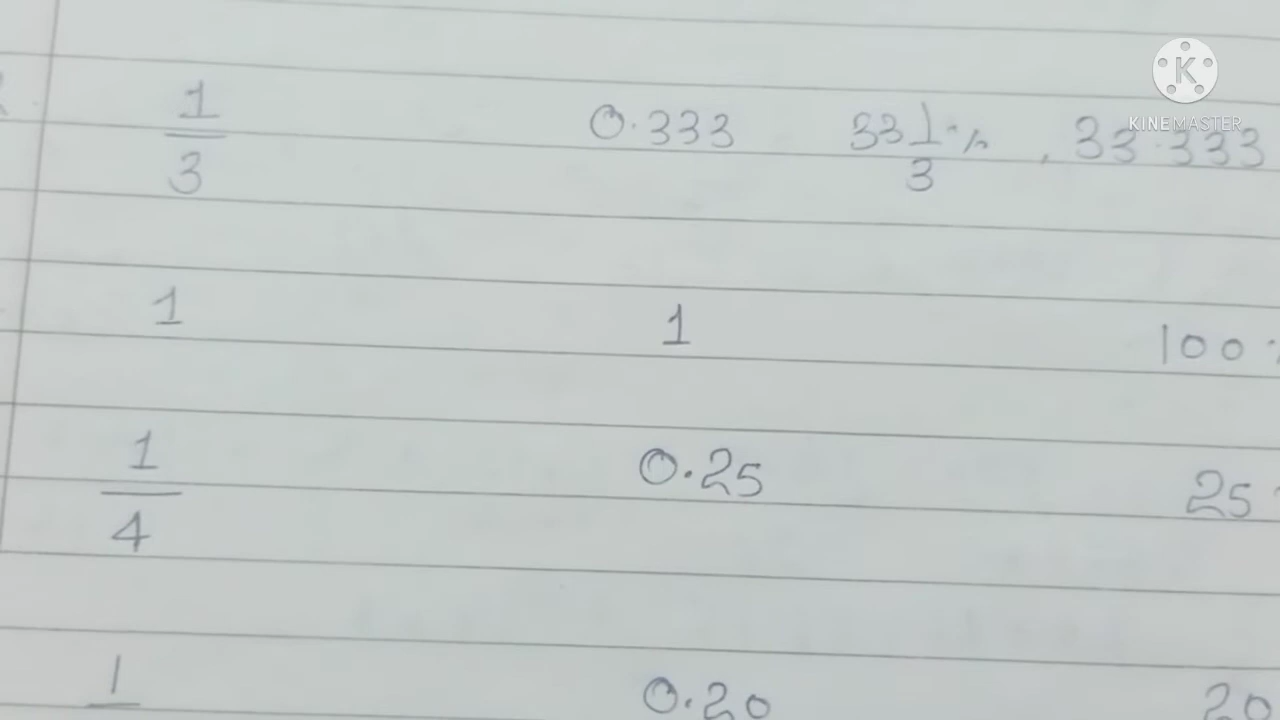 1/3 0.333 33 1/3 %, 33.333
KINEMASTER
1 1 100%
1/4 0.25 25
1 0.20 20